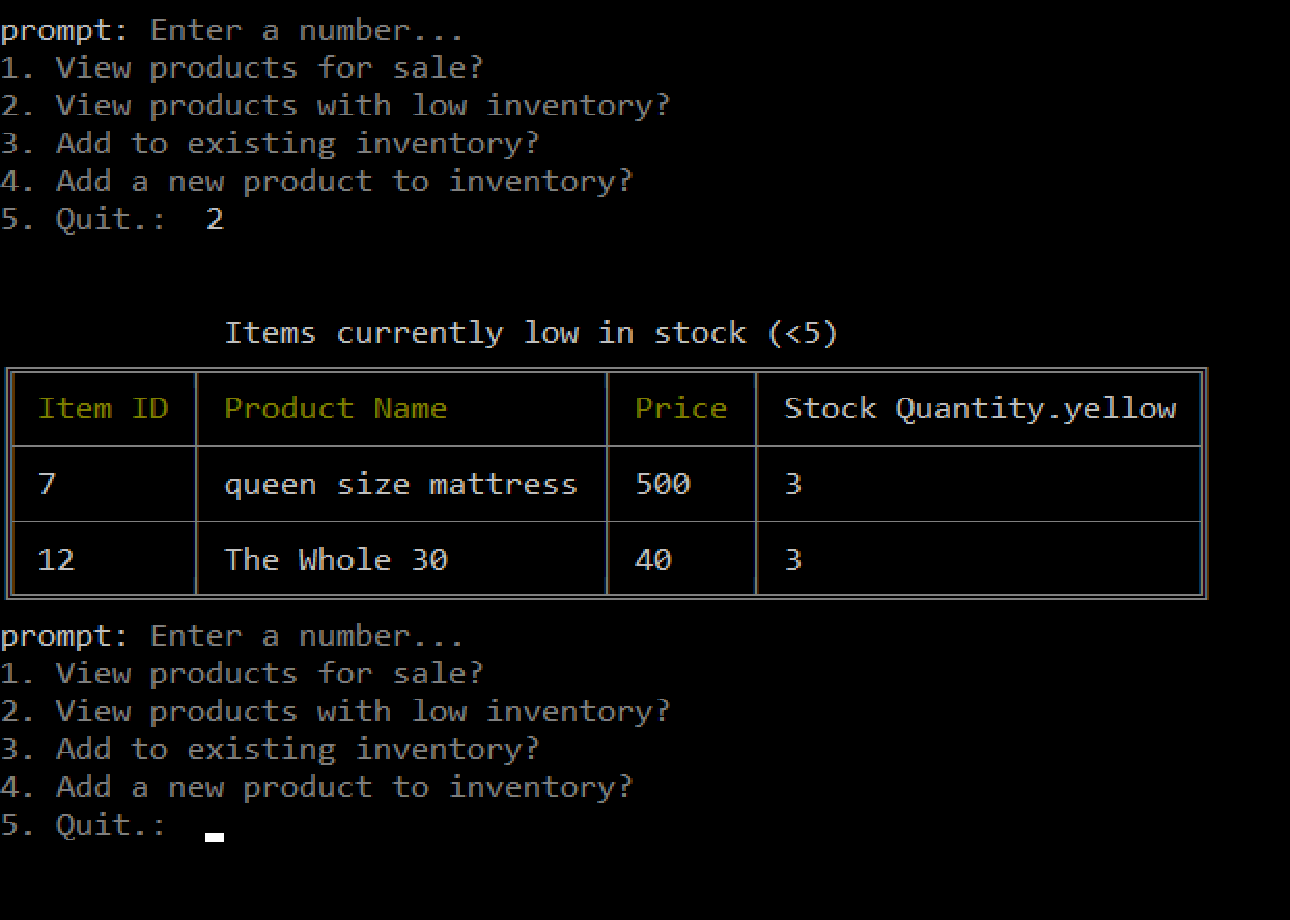 prompt: Enter a number...
1. View products for sale?
2. View products with low inventory?
3. Add to existing inventory?
4. Add a new product to inventory?
5. Quit.:  2
Items currently low in stock (<5)
Item ID Product Name Price Stock Quantity.yellow
7 queen size mattress 500 3
12 The Whole 30 40 3
prompt: Enter a number...
1. View products for sale?
2. View products with low inventory?
3. Add to existing inventory?
4. Add a new product to inventory?
5. Quit.: